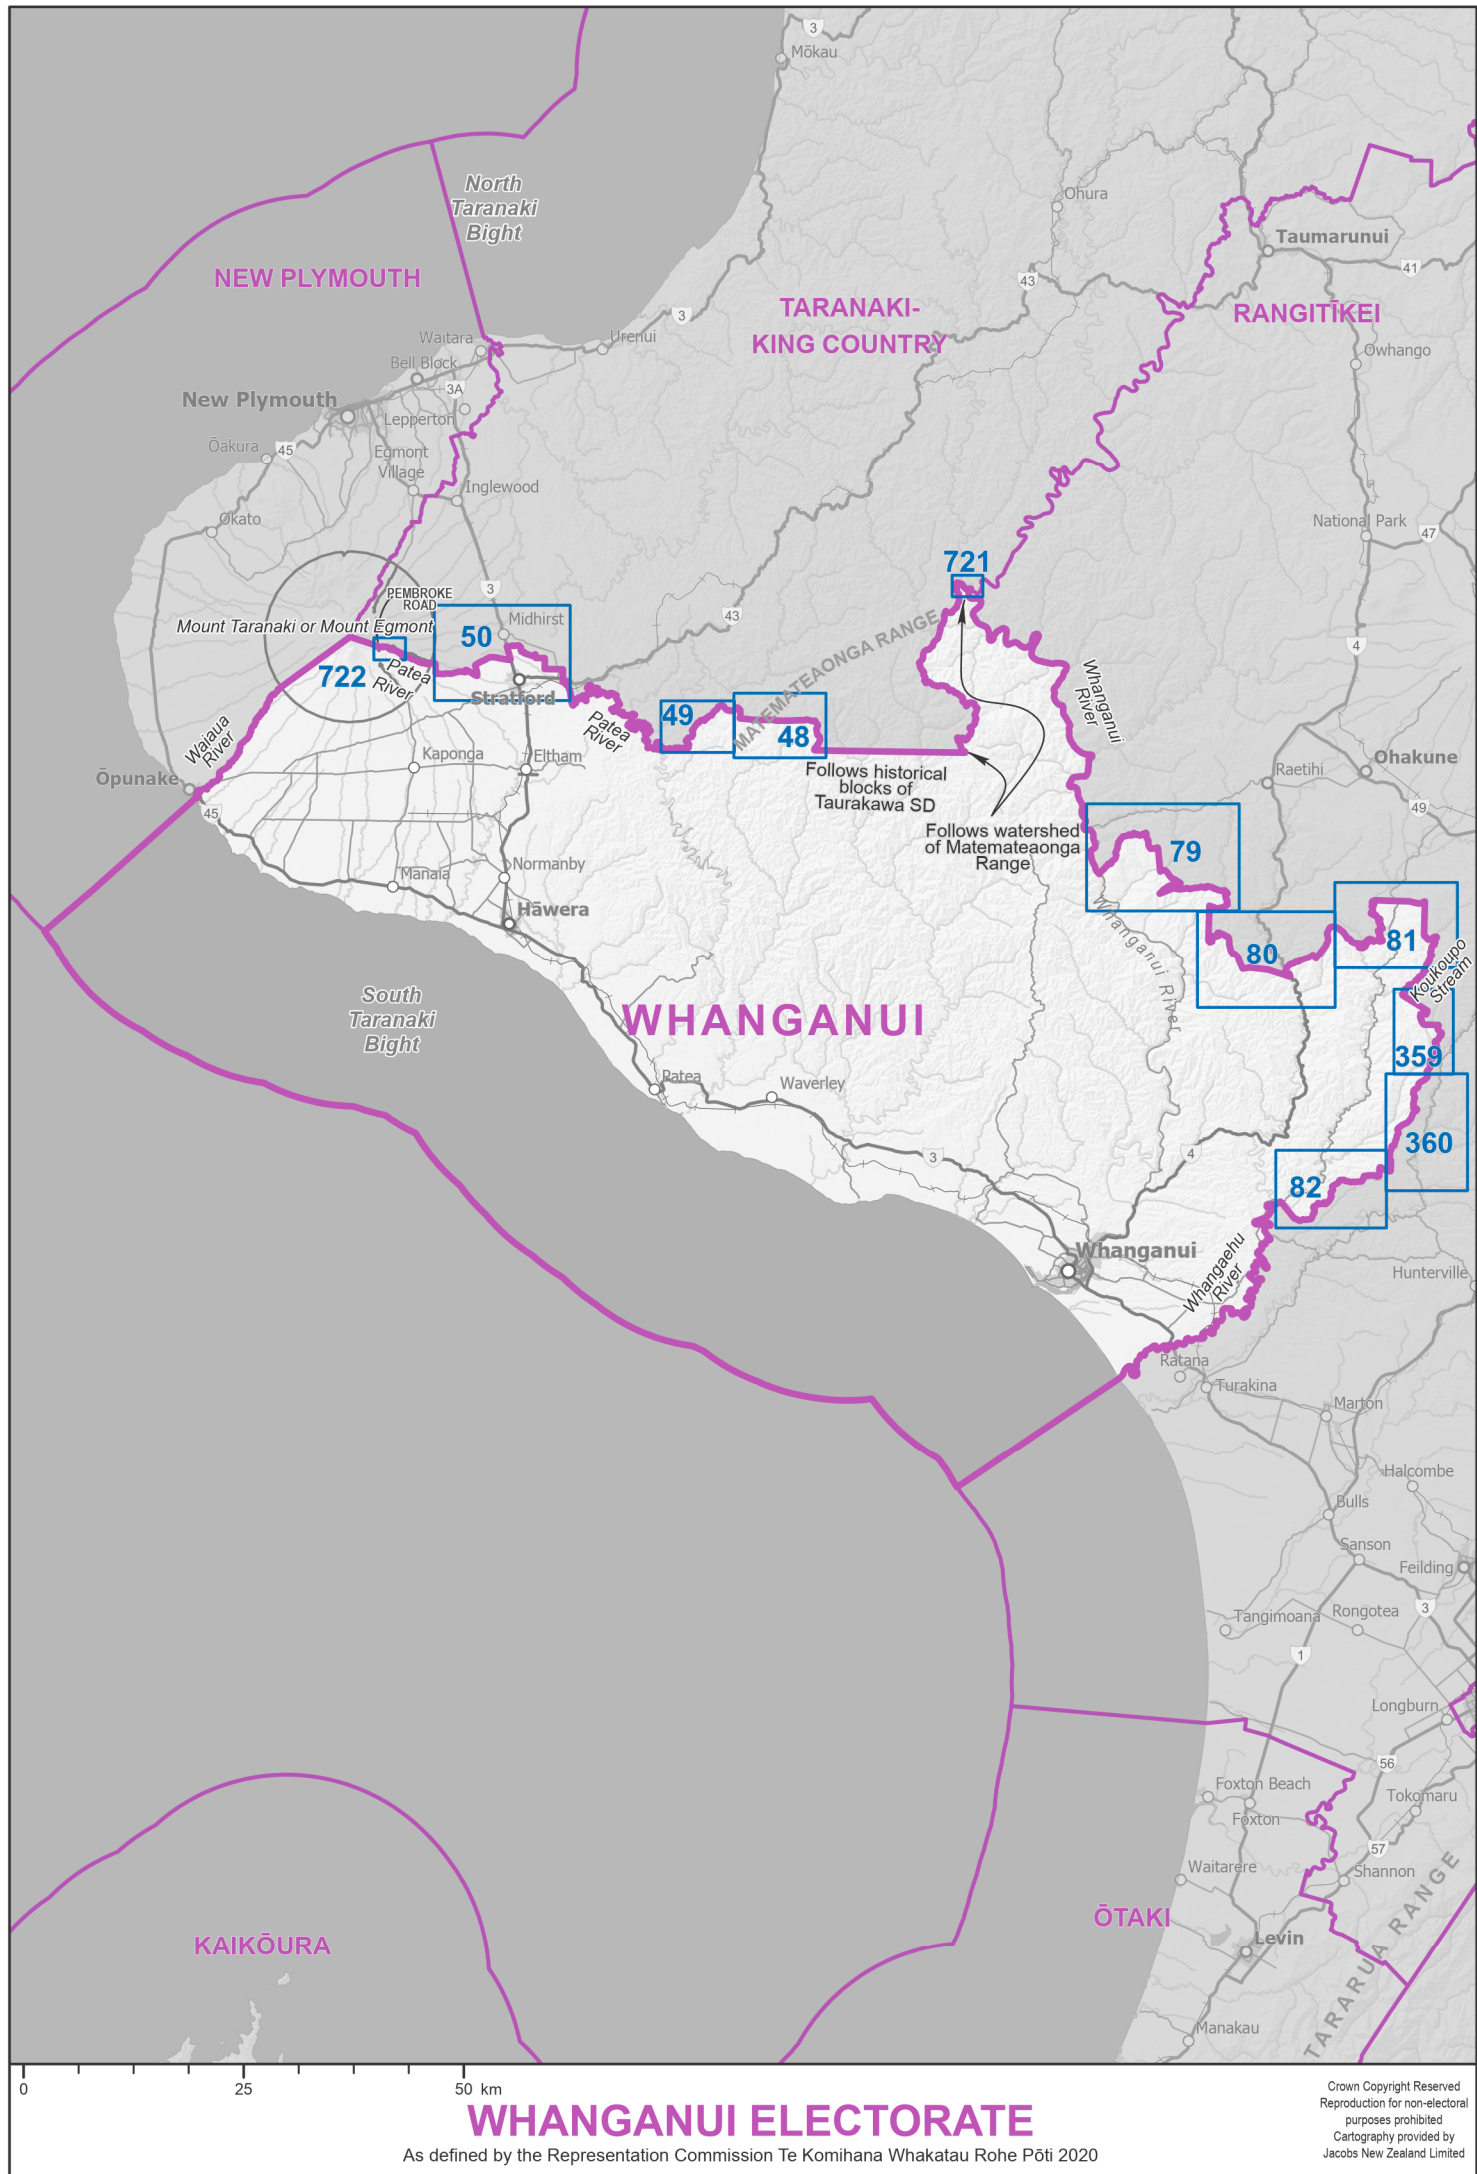 3
Mōkau
North
Taranaki
Bight
Ohura
Taumarunui
41
NEW PLYMOUTH
43
TARANAKI-
KING COUNTRY
RANGITĪKEI
3
Waitara
Urenui
Owhango
Bell Block
3A
New Plymouth
Lepperton
Ōakura
45
Egmont
Village
Inglewood
Okato
National Park
47
721
3
PEMBROKE
ROAD
43
Midhirst
Mount Taranaki or Mount Egmont
50
MATEMATEAONGA RANGE
4
722
Patea
River
Stratford
Whanganui
River
49
48
Patea
River
Waiaua
River
Kaponga
Eltham
Ōpunake
Follows historical
blocks of
Taurakawa SD
Raetihi
Ohakune
45
49
Follows watershed
of Matemateaonga
Range
Normanby
79
Manaia
Hāwera
Whanganui River
80
81
Koukoupo
Stream
South
Taranaki
Bight
WHANGANUI
359
Patea
Waverley
3
4
360
82
Whanganui
Whangaehu
River
Hunterville
Ratana
Turakina
Marton
Halcombe
Bulls
Sanson
Feilding
Tangimoana
Rongotea
3
1
Longburn
56
Foxton Beach
Tokomaru
Foxton
57
Waitarere
Shannon
ŌTAKI
KAIKŌURA
Levin
TARARUA RANGE
Manakau
0
25
50 km
WHANGANUI ELECTORATE
As defined by the Representation Commission Te Komihana Whakatau Rohe Pōti 2020
Crown Copyright Reserved
Reproduction for non-electoral
purposes prohibited
Cartography provided by
Jacobs New Zealand Limited